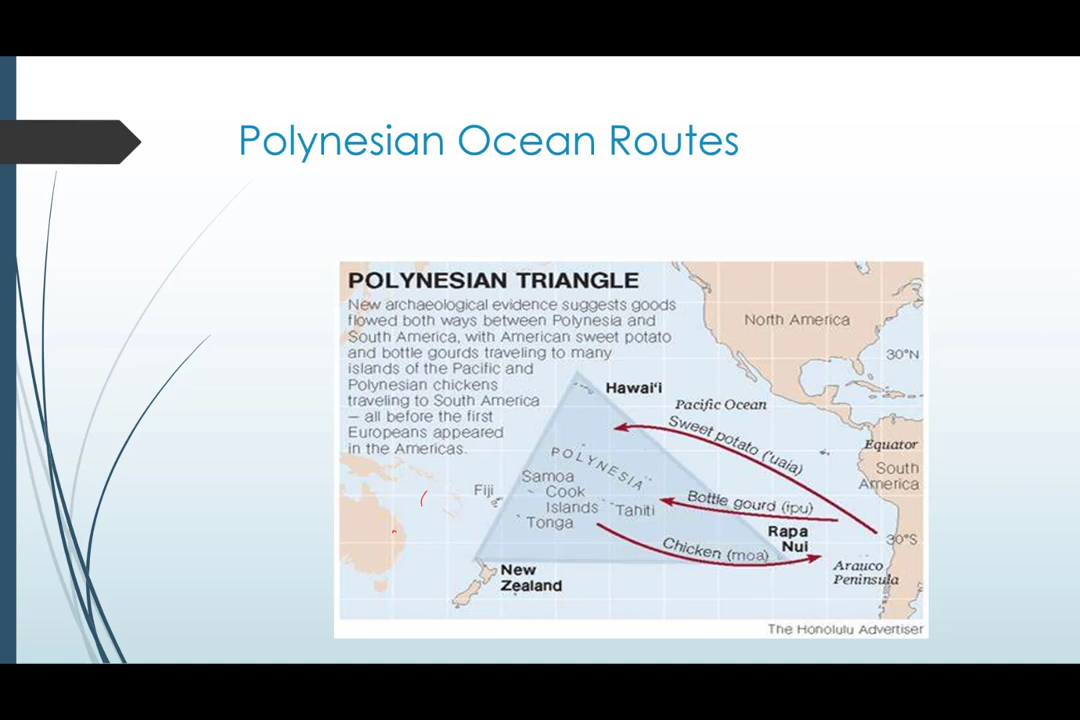 Polynesian Ocean Routes
POLYNESIAN TRIANGLE
New archaeological evidence suggests goods
flowed both ways between Polynesia and
South America, with American sweet potato
and bottle gourds traveling to many
islands of the Pacific and
Polynesian chickens
traveling to South America
– all before the first
Europeans appeared
in the Americas.
North America
30°N
Hawai'i
Pacific Ocean
Sweet potato ('uala)
Equator
South
America
POLYNESIA
Samoa
Fiji
Cook
Islands
Tahiti
Tonga
Bottle gourd (ipu)
Rapa
Nui
30°S
Chicken (moa)
Arauco
Peninsula
New
Zealand
The Honolulu Advertiser